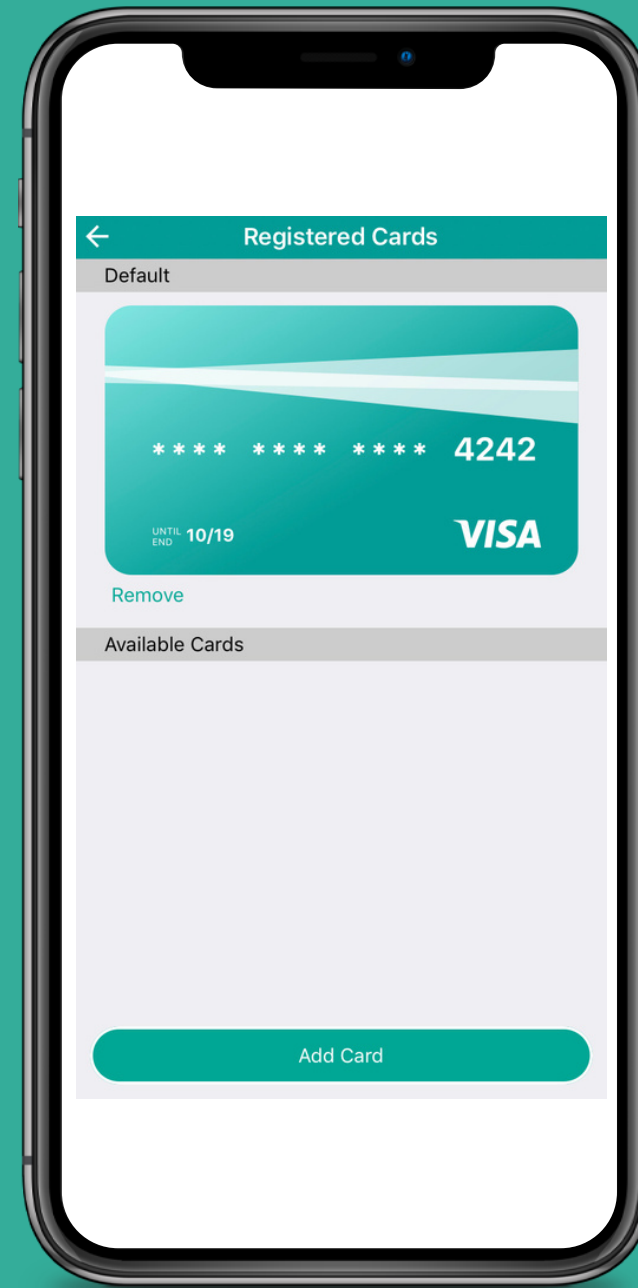 Registered Cards
Default
**** **** **** 4242
UNTIL END 10/19
VISA
Remove
Available Cards
Add Card